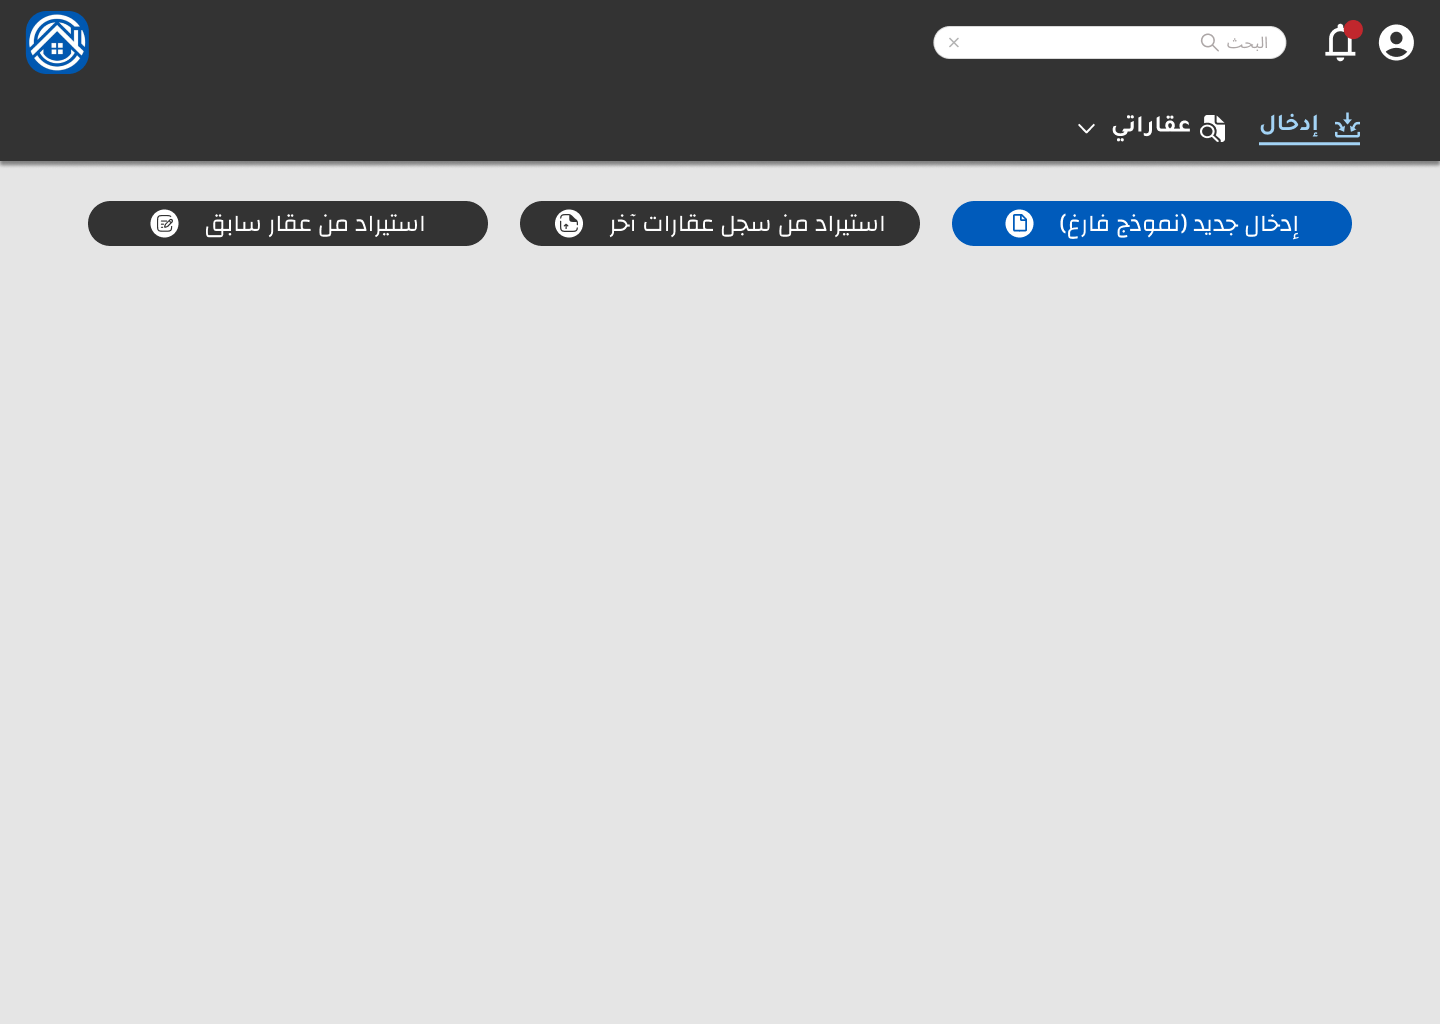 البحث
إدخال
عقاراتي
إدخال جديد (نموذج فارغ)
استيراد من سجل عقارات آخر
استيراد من عقار سابق